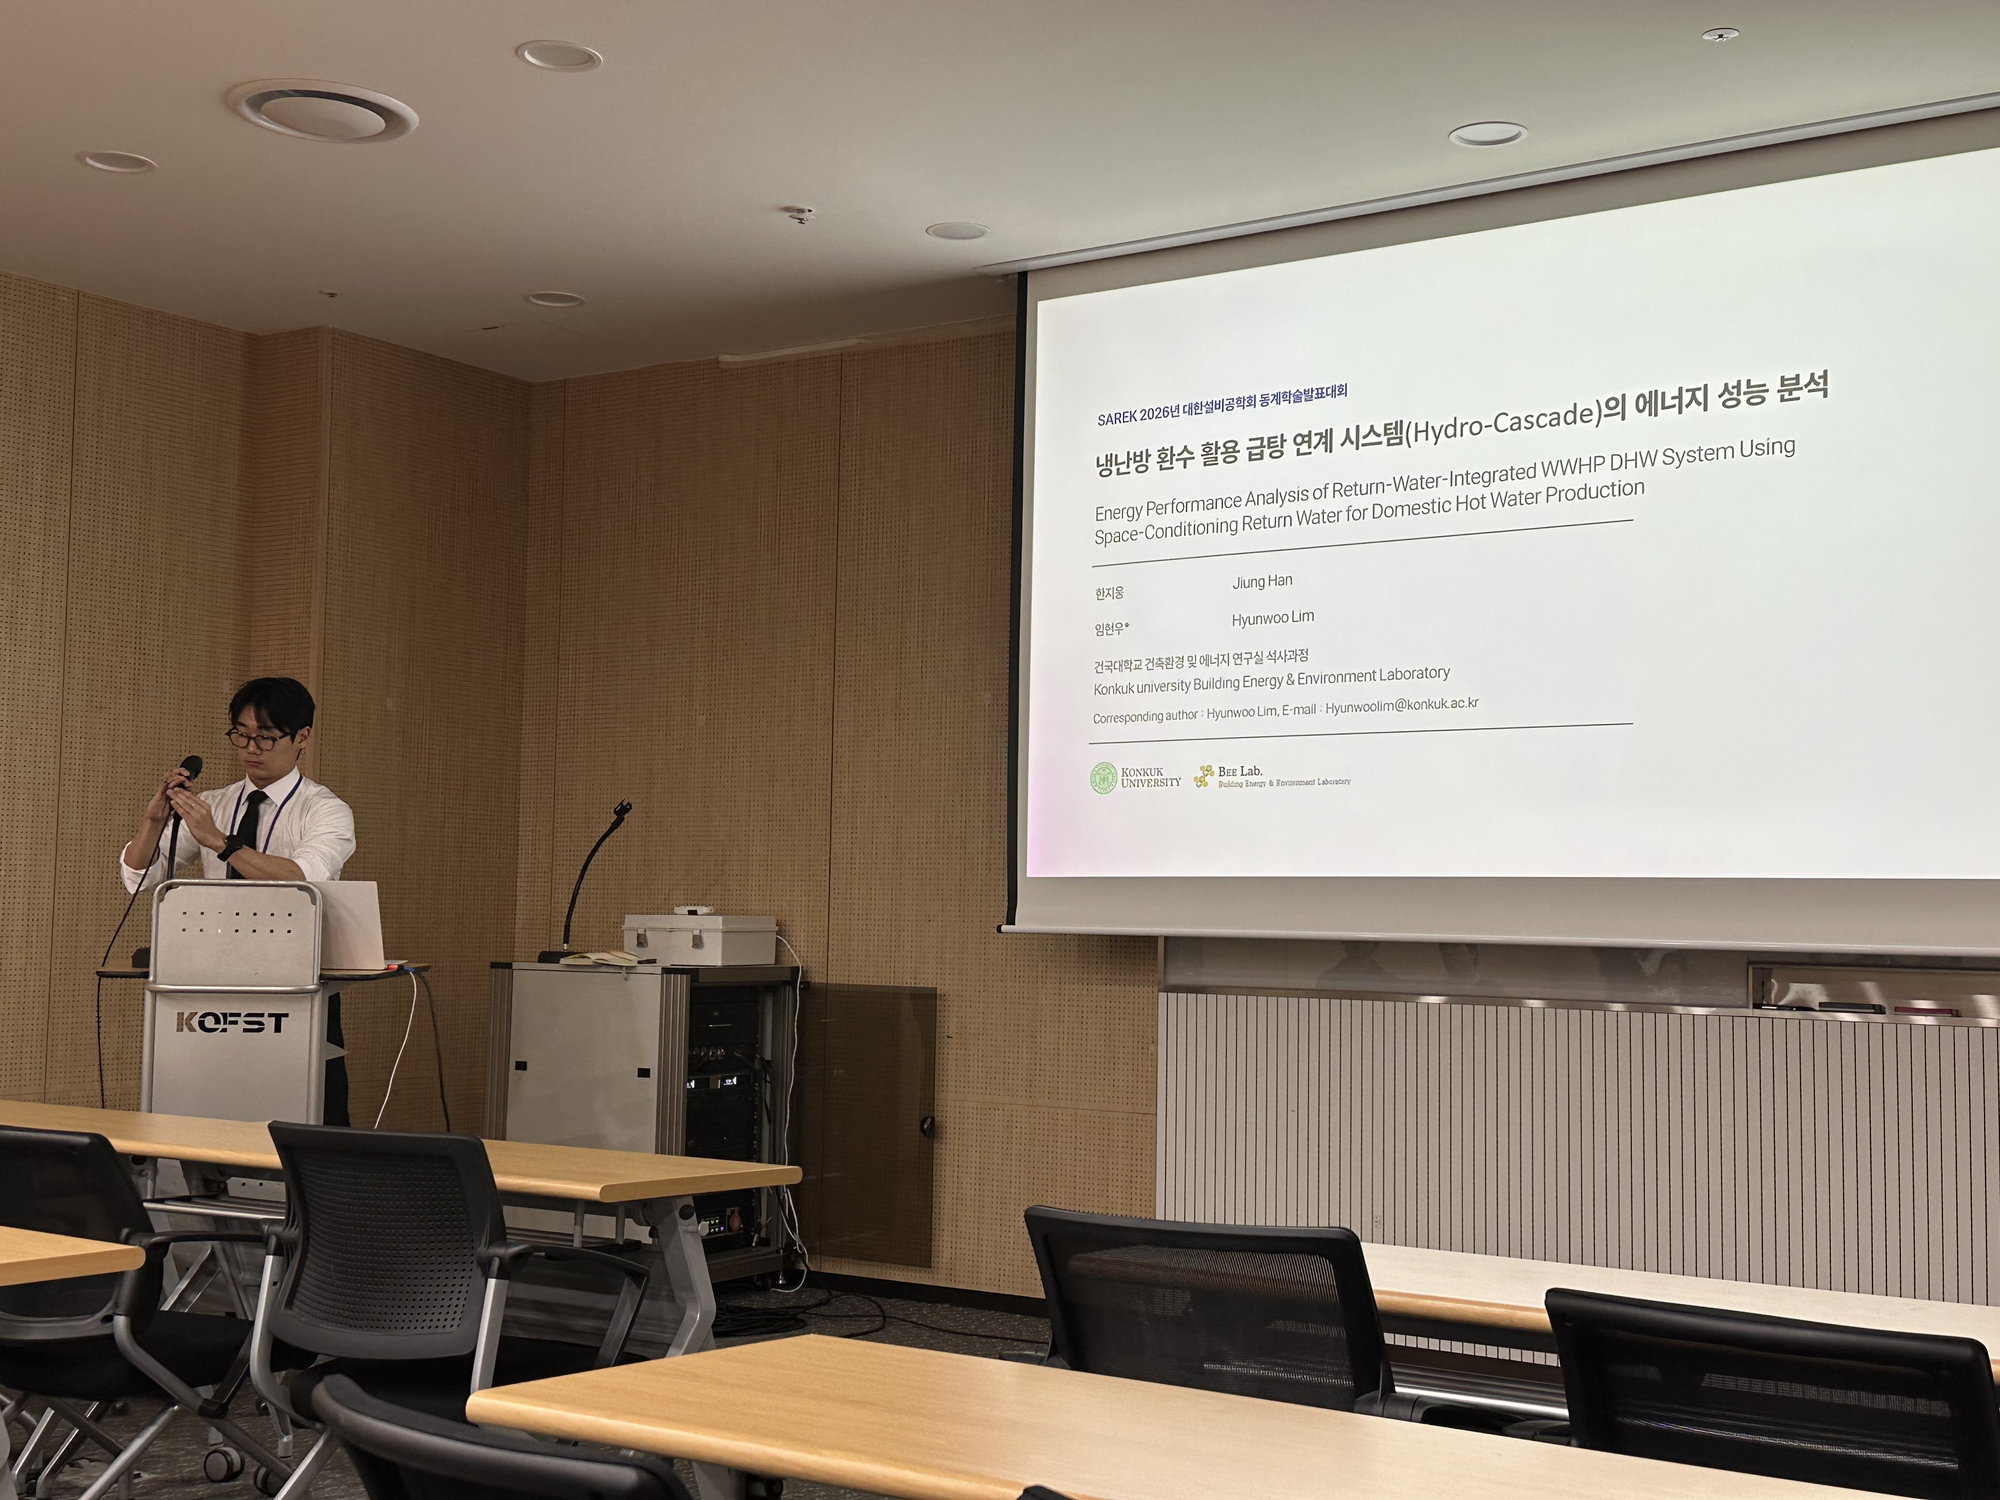 SAREK 2026년 대한설비공학회 동계학술발표대회
냉난방 환수 활용 급탕 연계 시스템(Hydro-Cascade)의 에너지 성능 분석
Energy Performance Analysis of Return-Water-Integrated WWHP DHW System Using
Space-Conditioning Return Water for Domestic Hot Water Production
한지웅 Jiung Han
임현우* Hyunwoo Lim
건국대학교 건축환경 및 에너지 연구실 석사과정
Konkuk university Building Energy & Environment Laboratory
Corresponding author : Hyunwoo Lim, E-mail : Hyunwoolim@konkuk.ac.kr
KONKUK UNIVERSITY
BEE Lab.
Building Energy & Environment Laboratory
KOFST